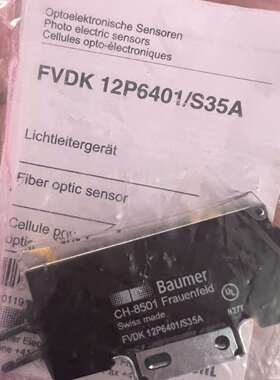 Optoelektronische Sensoren
Photo electric sensors
Cellules opto-électroniques
FVDK 12P6401/S35A
Lichtleitergerät
Fiber optic sensor
Cellule
Baumer
CH-8501 Frauenfeld
Swiss made
FVDK 12P6401/S35A